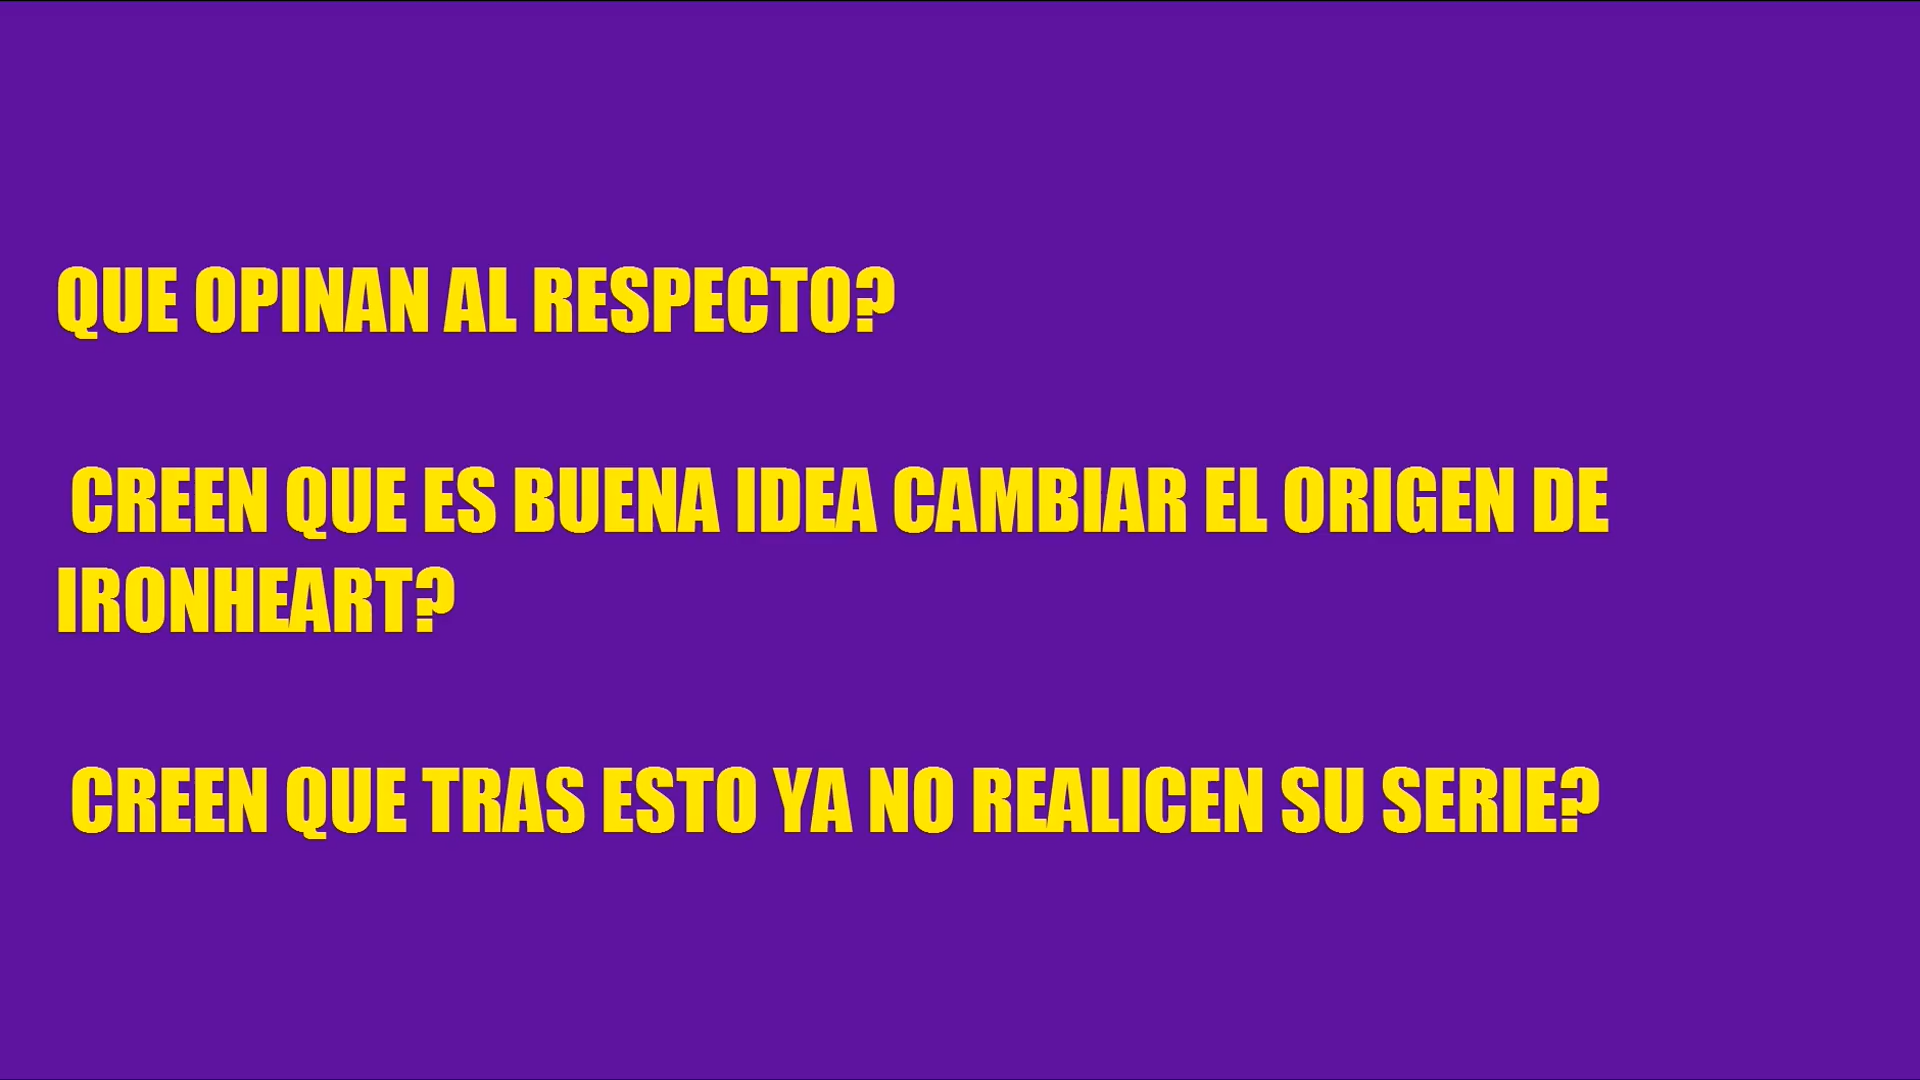 QUE OPINAN AL RESPECTO?
CREEN QUE ES BUENA IDEA CAMBIAR EL ORIGEN DE
IRONHEART?
CREEN QUE TRAS ESTO YA NO REALICEN SU SERIE?